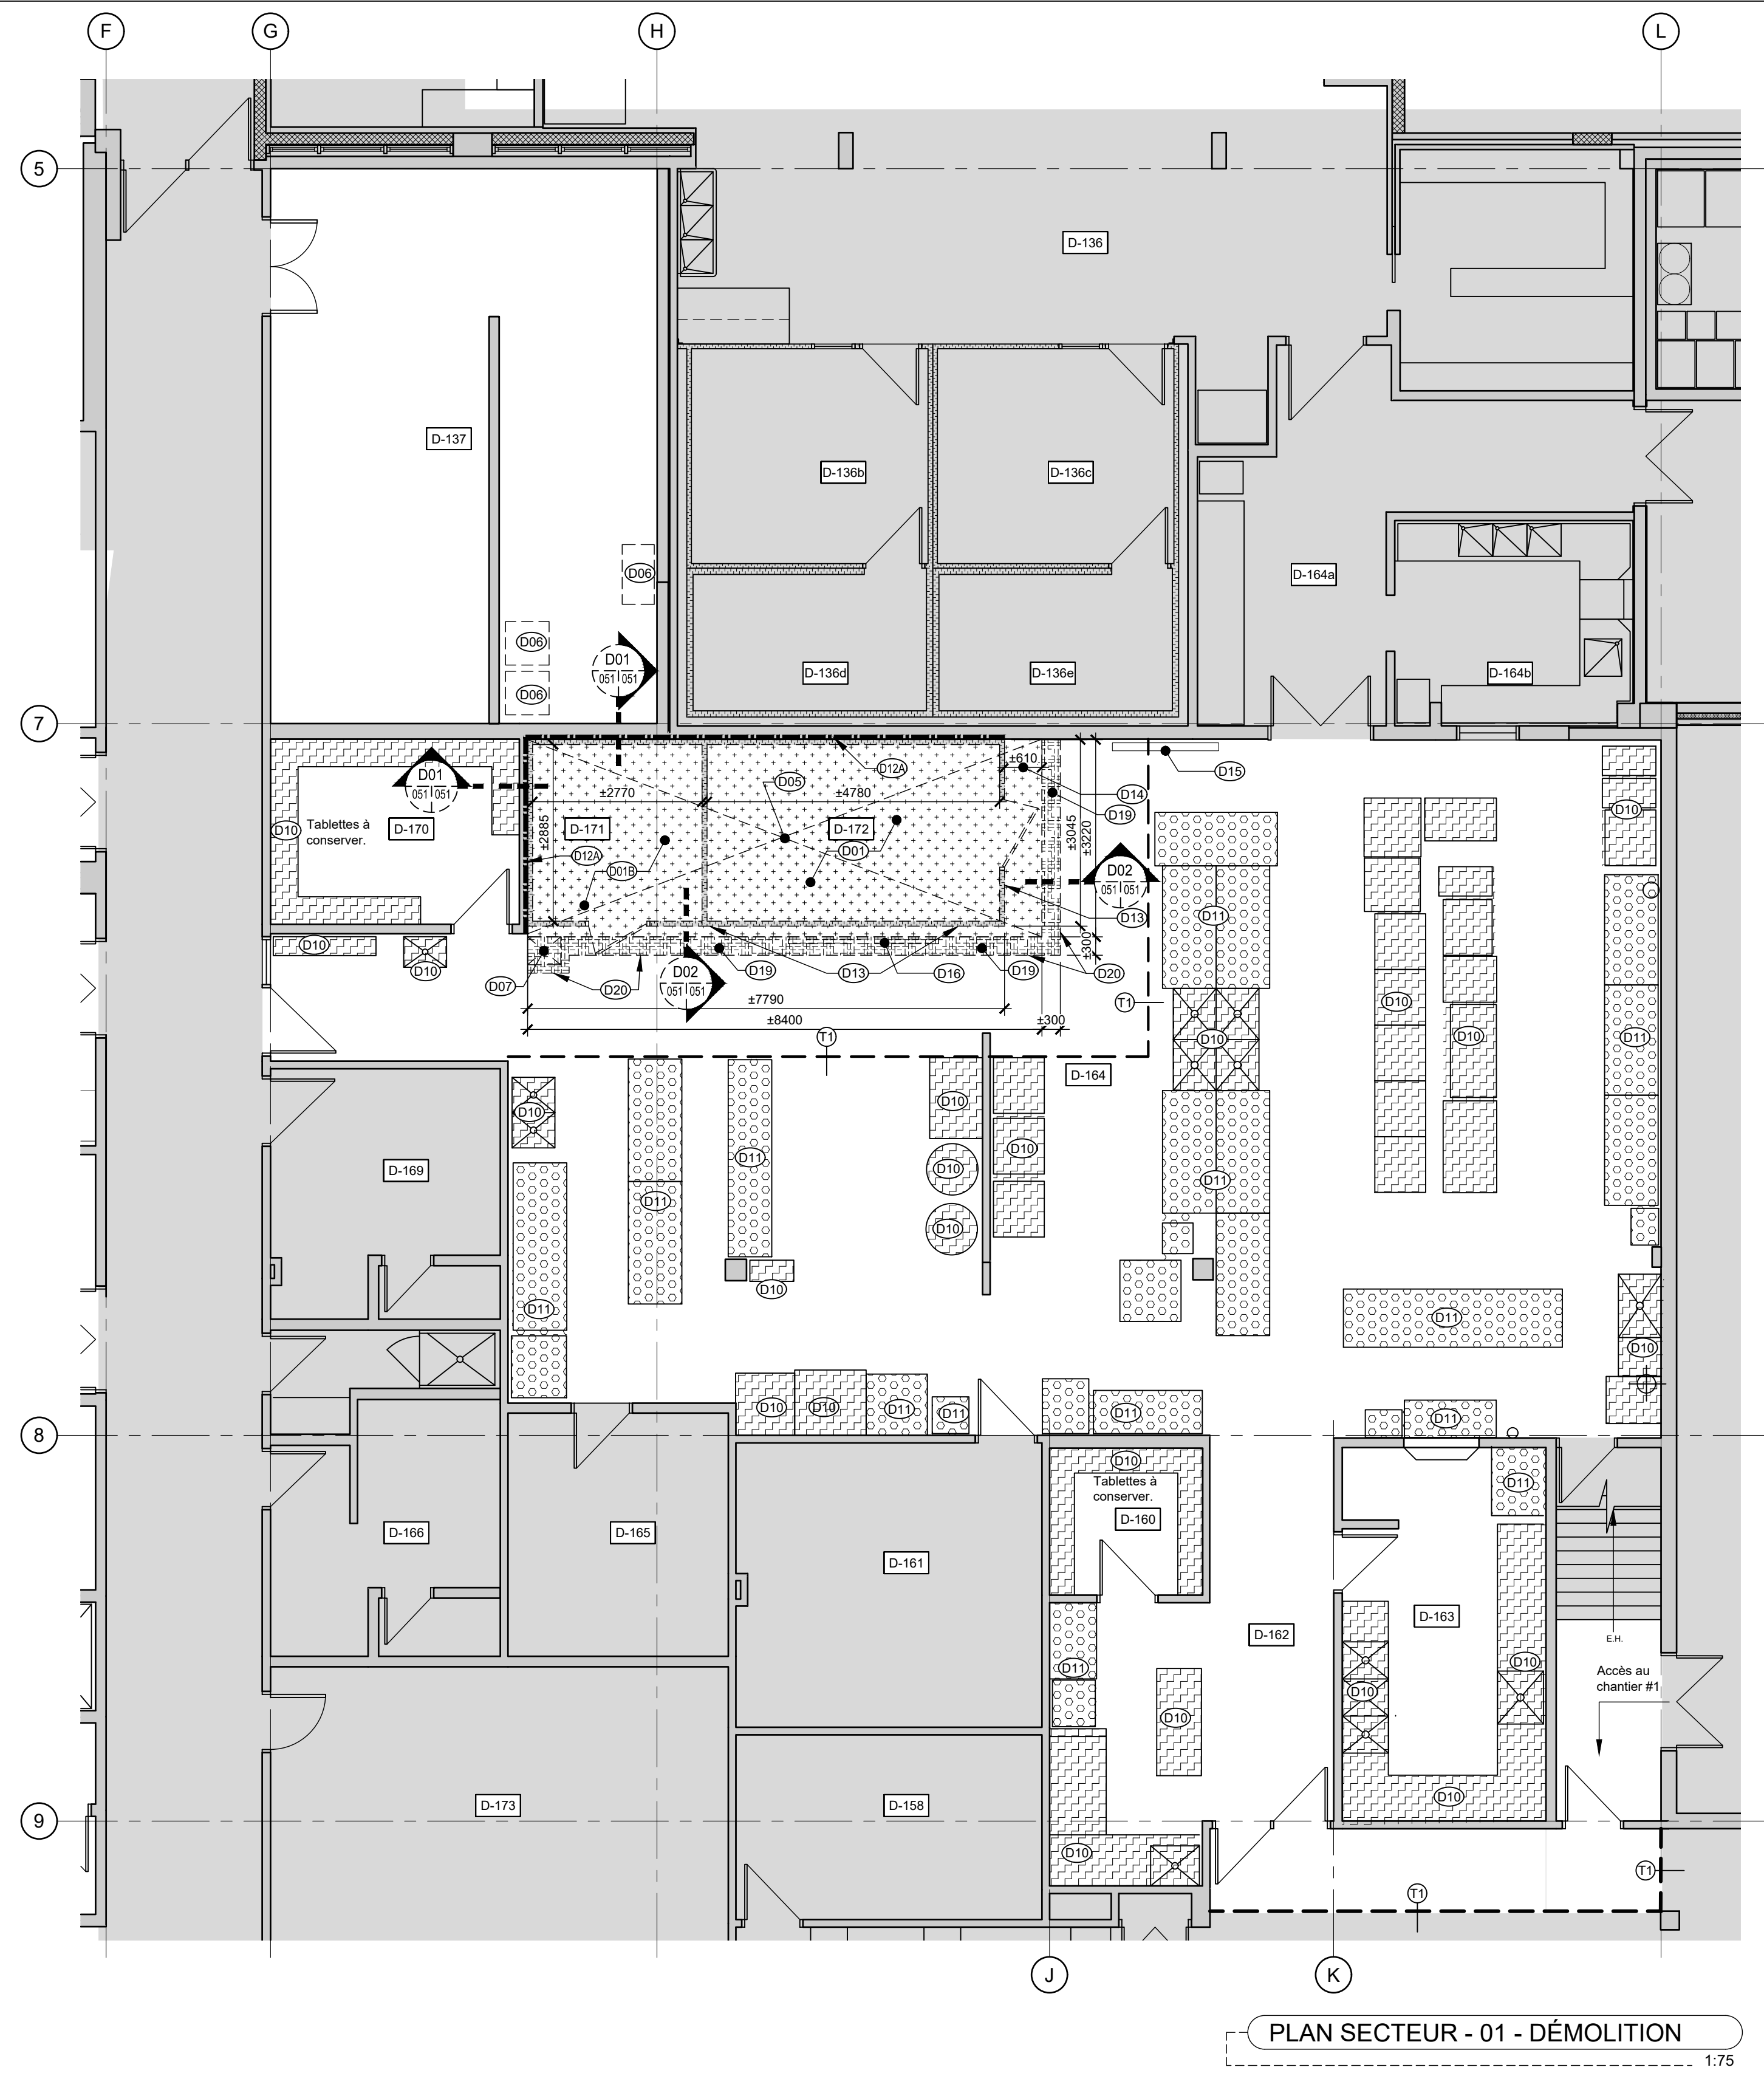 F
G
H
L
5
D-136
D-137
D-136b
D-136c
D06
D-164a
D06
D01
051 051
D-136d
D-136e
D-164b
D06
7
±610
D12A
D15
D01
051 051
D05
±2770
±4780
D14
D19
D10
D10
Tablettes à
conserver.
D-170
±2885
D-171
D-172
±3045
±3220
D12A
D01
D01B
D02
051 051
D11
D13
D10
D10
±300
D07
D20
D02
051 051
D19
D13
D16
D19
D20
±7790
T1
D10
±8400
±300
T1
D10
D10
D11
D-164
D10
D10
D10
D11
D10
D-169
D10
D11
D11
D10
D10
D11
D11
D11
D10
D10
D10
D11
D11
D11
D11
8
D10
Tablettes à
conserver.
D-160
D11
D-166
D-165
D-161
D-162
D-163
E.H.
D11
D10
D10
D10
Accès au
chantier #1
D-173
D-158
D10
9
D10
T1
T1
J
K
PLAN SECTEUR - 01 - DÉMOLITION
1:75